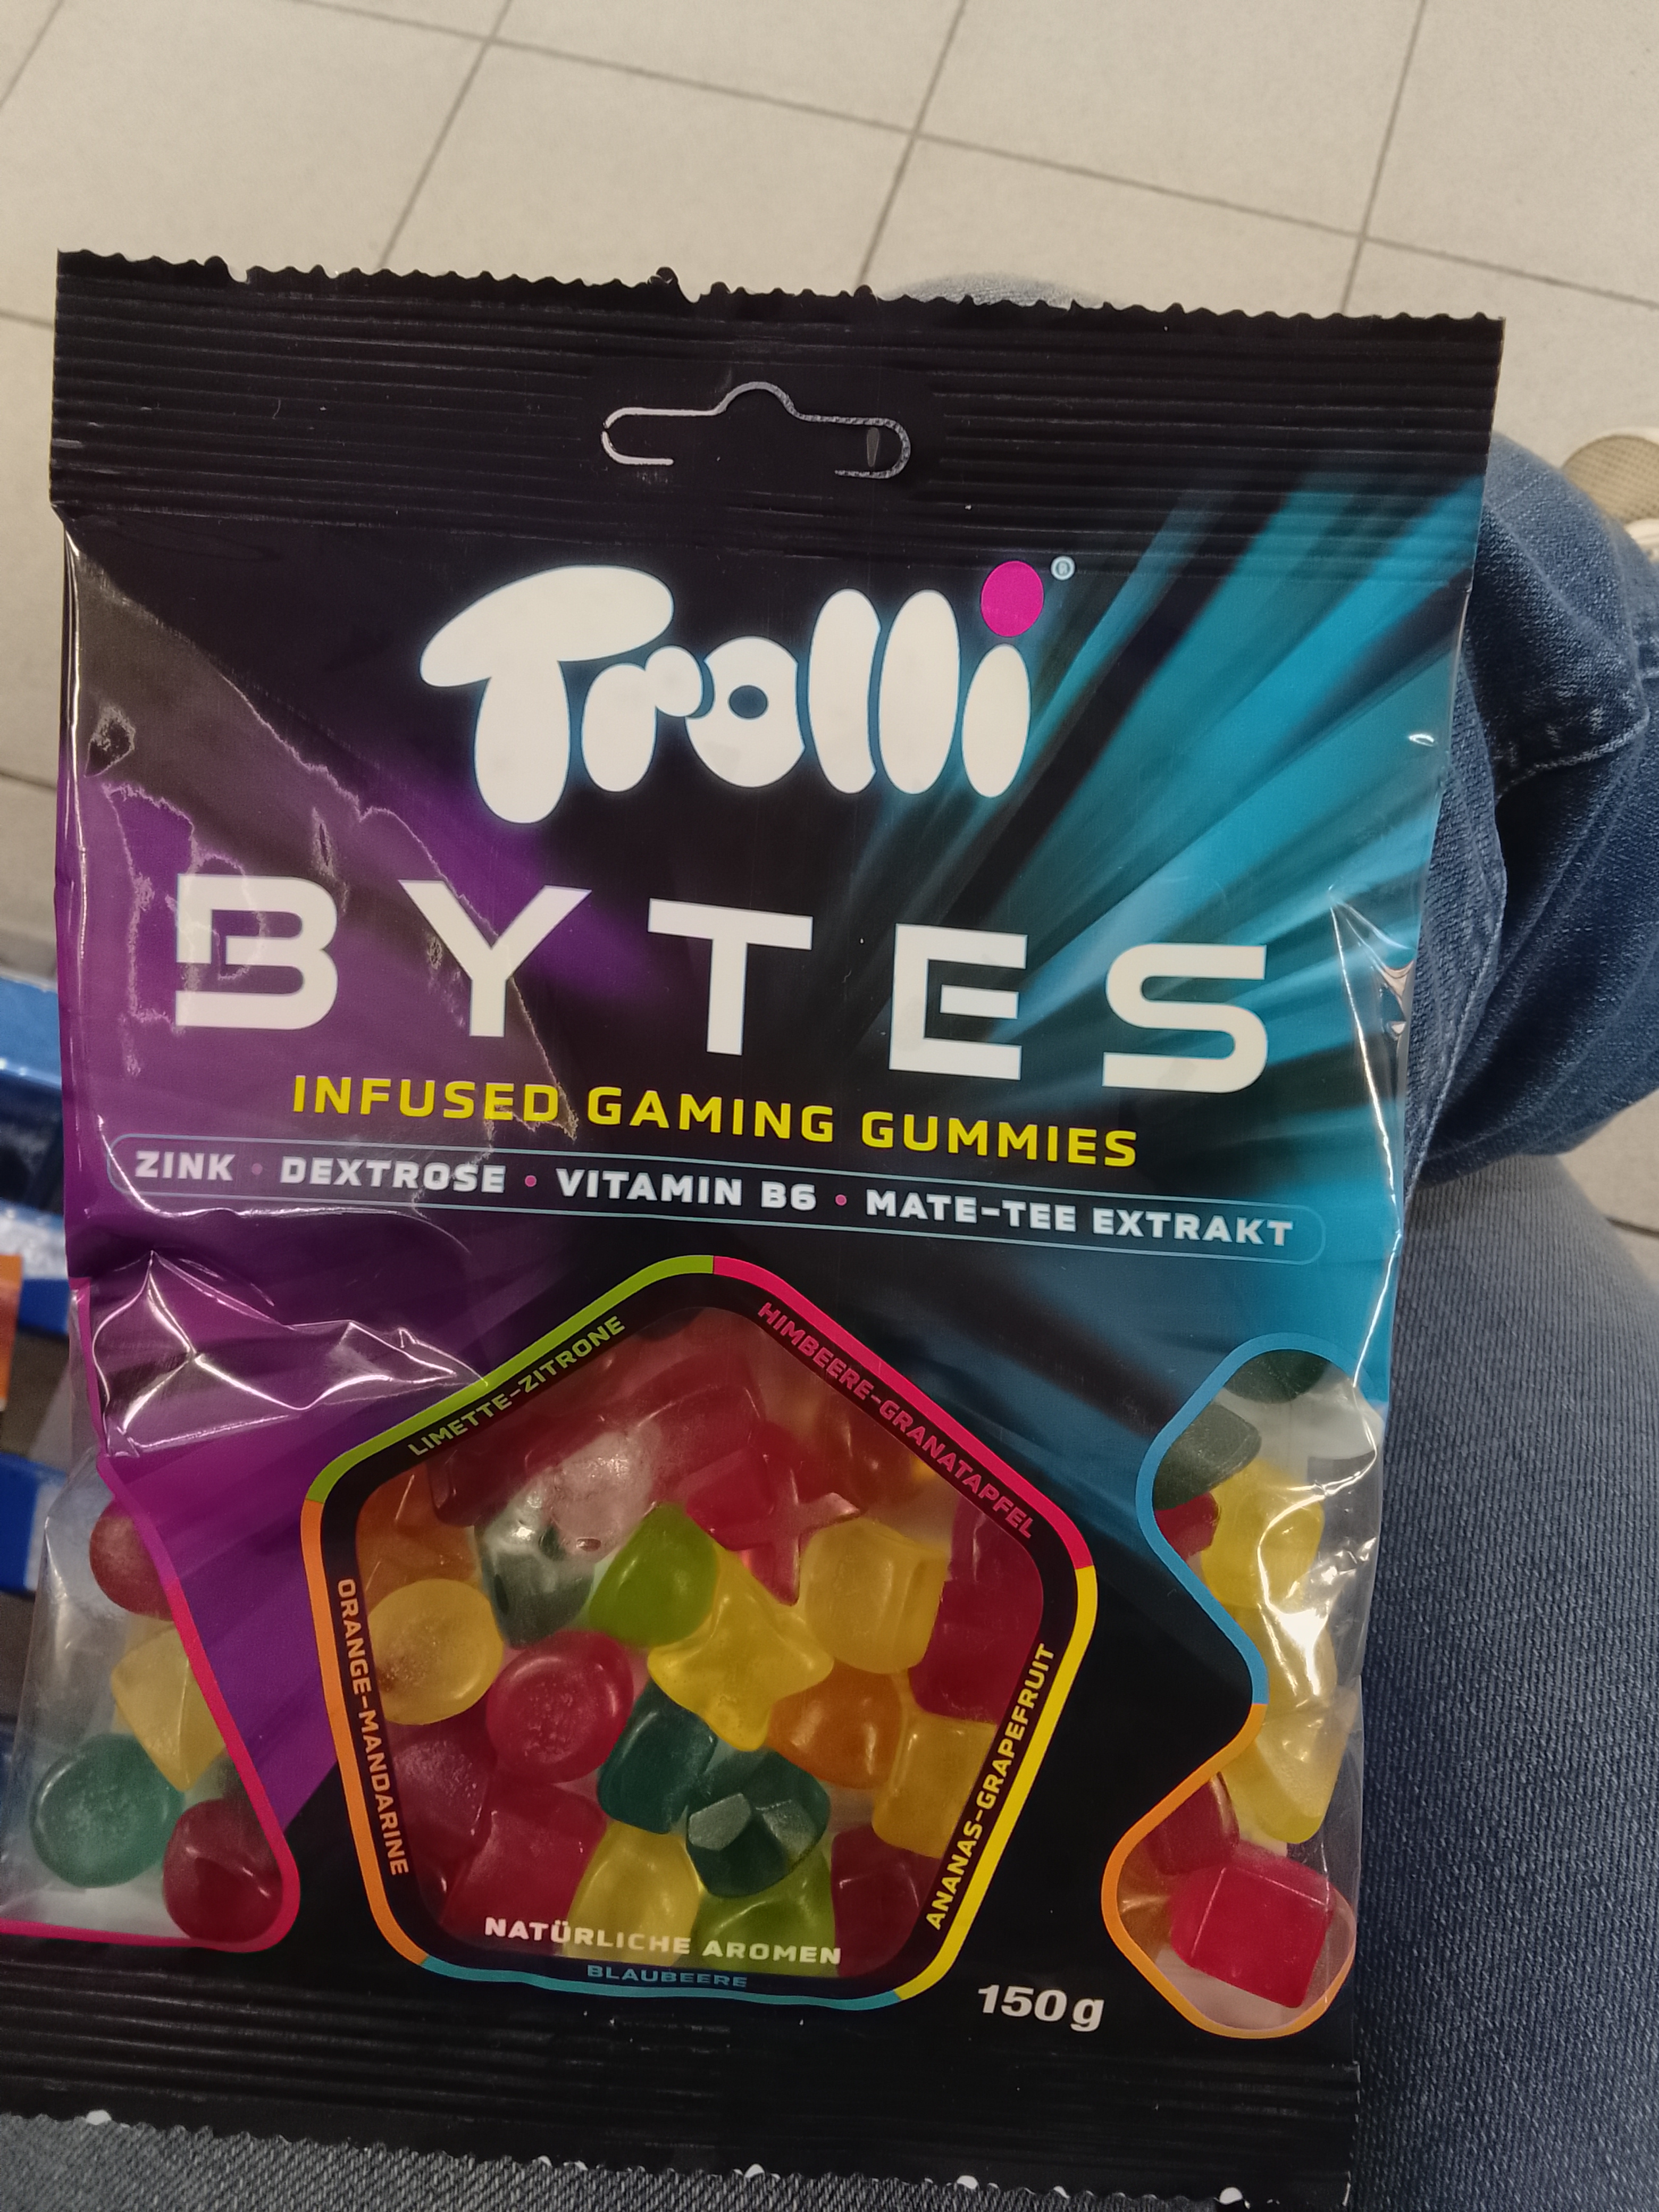 Trolli®
BYTES
INFUSED GAMING GUMMIES
ZINK • DEXTROSE • VITAMIN B6 • MATE-TEE EXTRAKT
LIMETTE-ZITRONE
HIMBEERE-GRANATAPFEL
ORANGE-MANDARINE
ANANAS-GRAPEFRUIT
NATÜRLICHE AROMEN
BLAUBEERE
150g